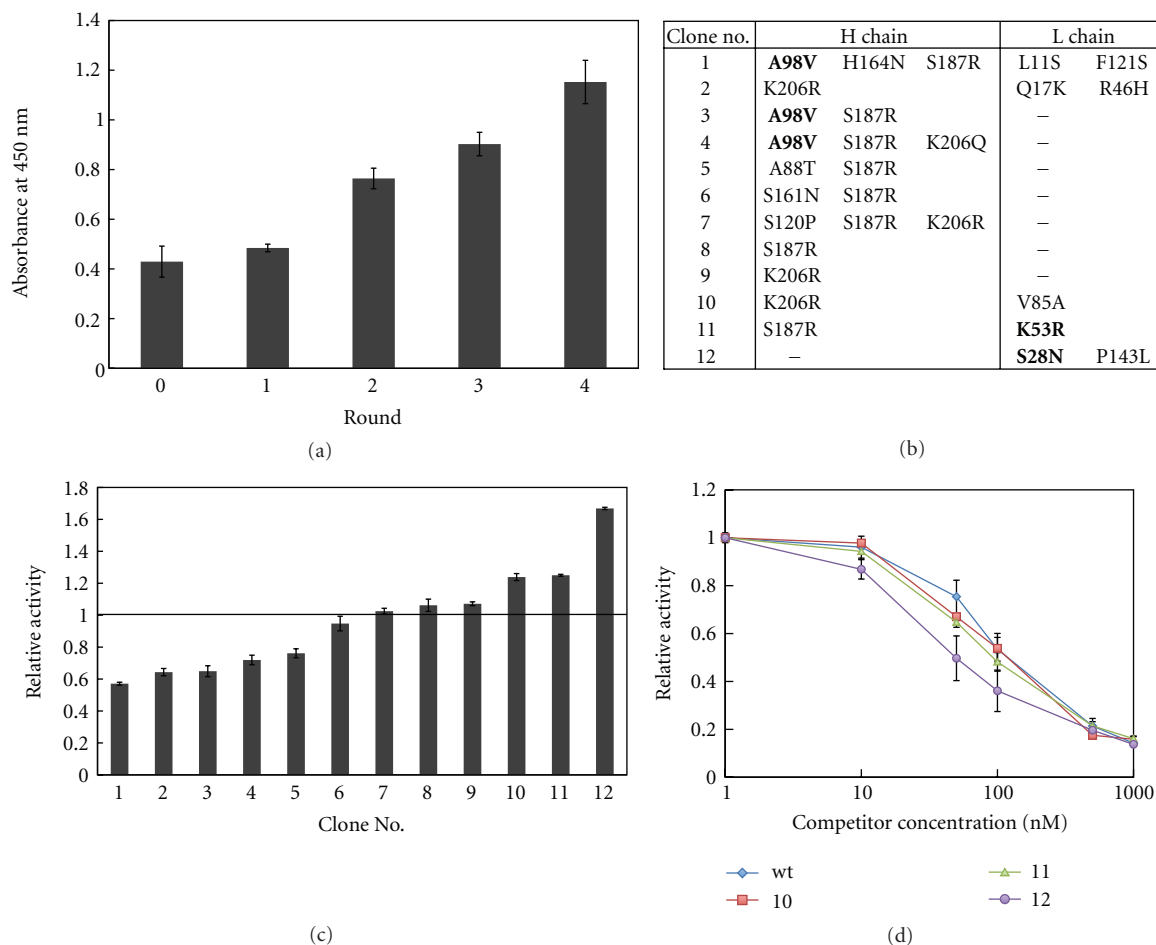 1.4
1.2
1
0.8
0.6
0.4
0.2
0
Absorbance at 450 nm
0 1 2 3 4
Round
(a)
Clone no. H chain L chain
1 A98V H164N S187R L11S F121S
2 K206R Q17K R46H
3 A98V S187R –
4 A98V S187R K206Q –
5 A88T S187R –
6 S161N S187R –
7 S120P S187R K206R –
8 S187R –
9 K206R –
10 K206R V85A
11 S187R K53R
12 – S28N P143L
(b)
1.8
1.6
1.4
1.2
1
0.8
0.6
0.4
0.2
0
Relative activity
1 2 3 4 5 6 7 8 9 10 11 12
Clone No.
(c)
1.2
1
0.8
0.6
0.4
0.2
0
Relative activity
1 10 100 1000
Competitor concentration (nM)
wt 11
10 12
(d)